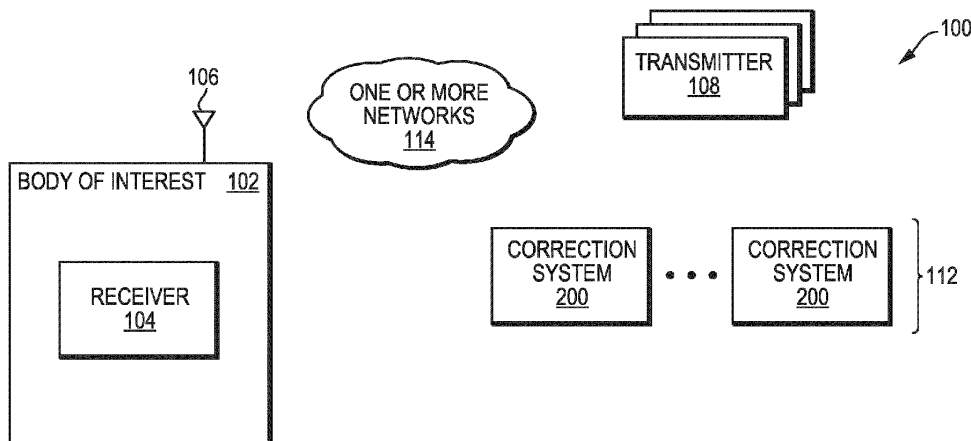 100
TRANSMITTER
108
106
ONE OR MORE
NETWORKS
114
BODY OF INTEREST 102
RECEIVER
104
CORRECTION
SYSTEM
200
CORRECTION
SYSTEM
200
112